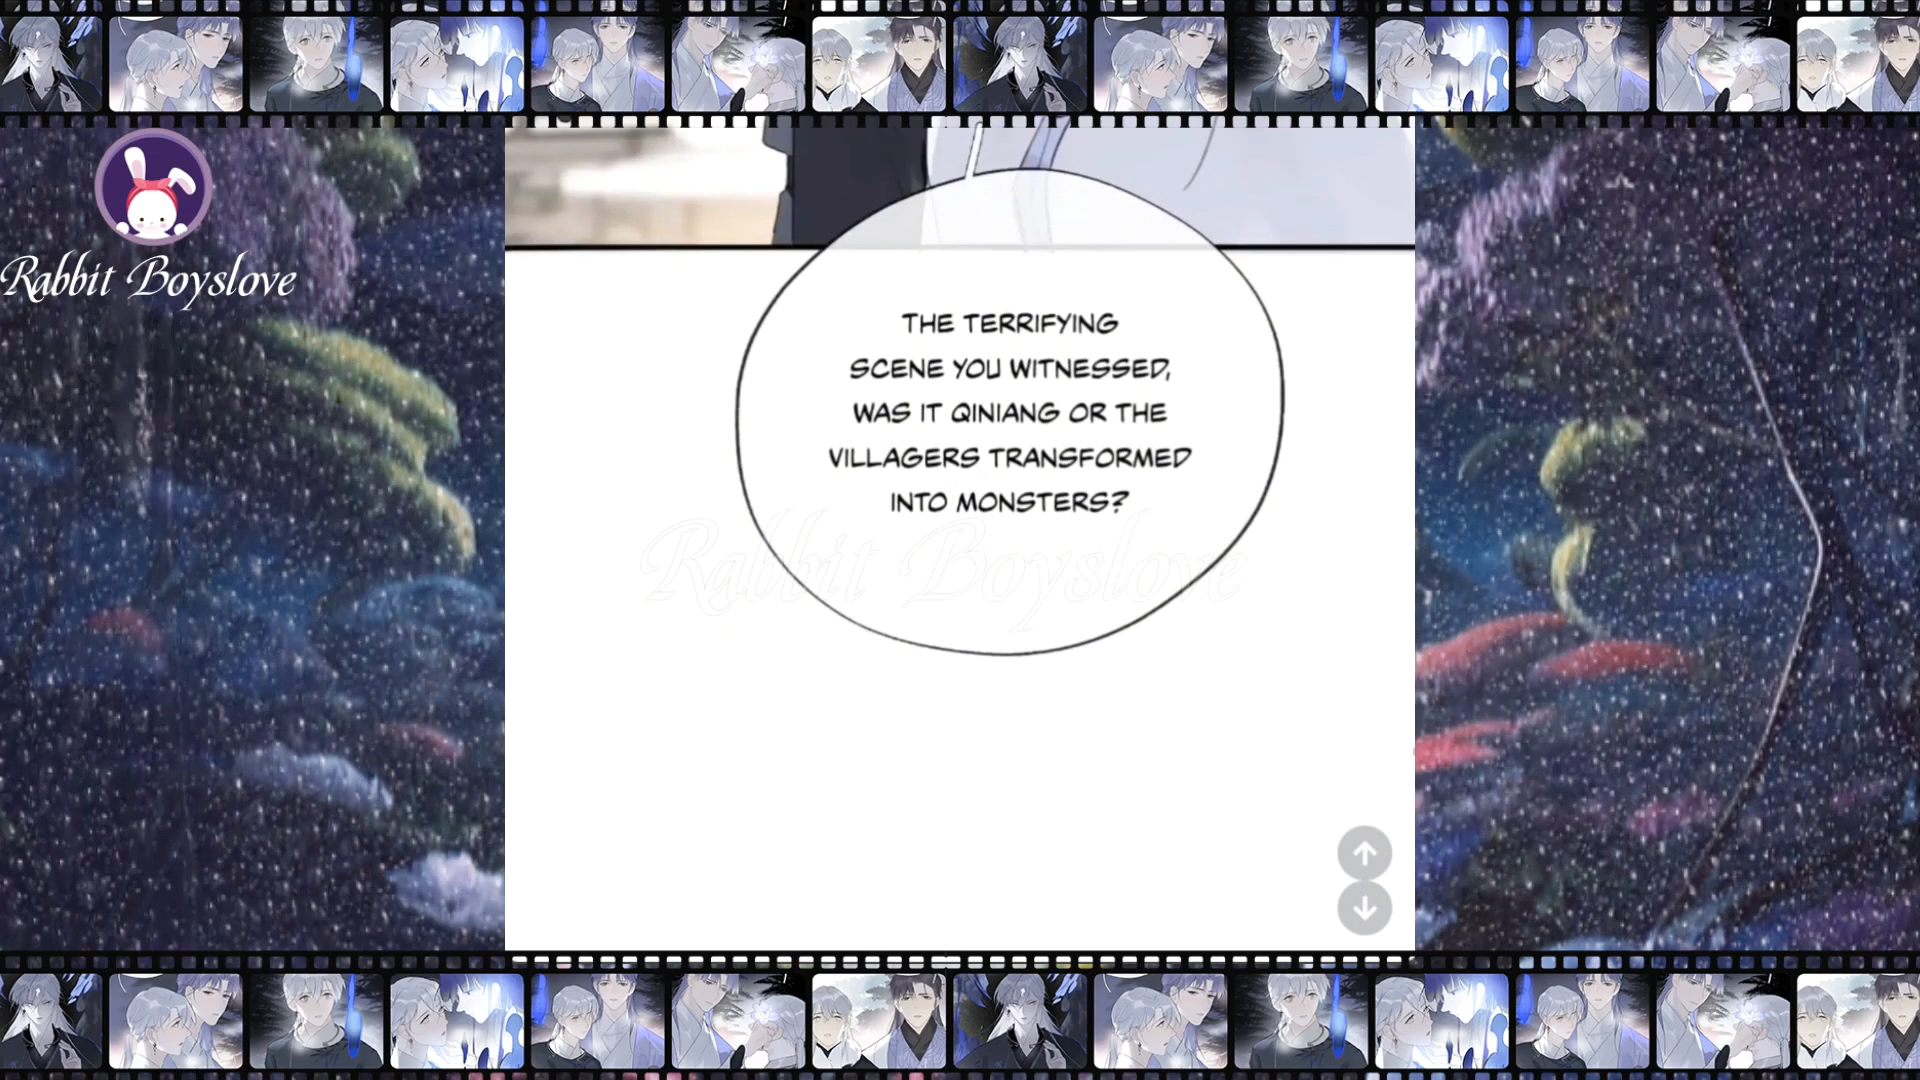 Rabbit Boyslove
THE TERRIFYING
SCENE YOU WITNESSED,
WAS IT QINIANG OR THE
VILLAGERS TRANSFORMED
INTO MONSTERS?
Rabbit Boyslove